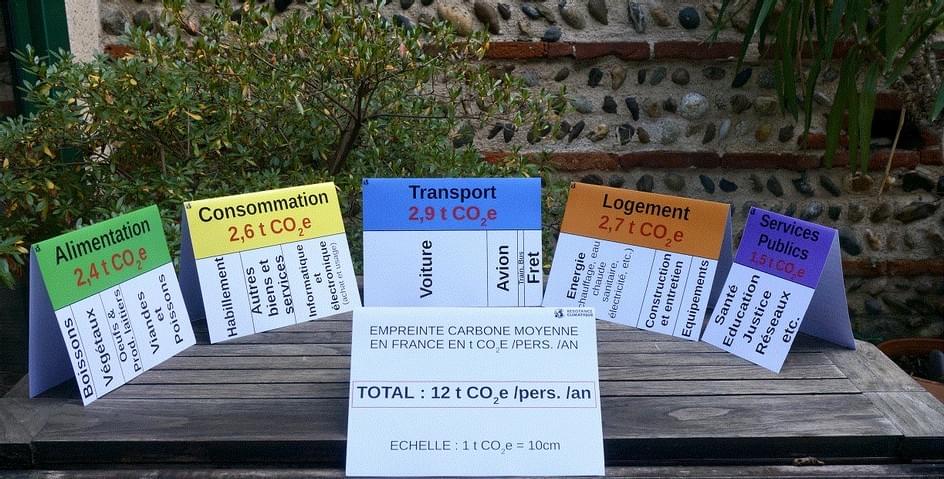 Alimentation
2,4 t CO₂e
Boissons
Végétaux
Oeufs &
Prod. laitiers
Viandes
et
Poissons
Consommation
2,6 t CO₂e
Habillement
Autres
biens et
services
Informatique
et
électronique
(achat et usage)
Transport
2,9 t CO₂e
Voiture
Avion
Train, Bus
Fret
Logement
2,7 t CO₂e
Energie
chauffage, eau
chaude
sanitaire,
électricité, etc.)
Construction
et entretien
Equipements
Services
Publics
1,5 t CO₂e
Santé
Education
Justice
Réseaux
etc.
RESISTANCE
CLIMATIQUE
EMPREINTE CARBONE MOYENNE
EN FRANCE EN t CO₂E /PERS. /AN
TOTAL : 12 t CO₂e /pers. /an
ECHELLE : 1 t CO₂e = 10cm